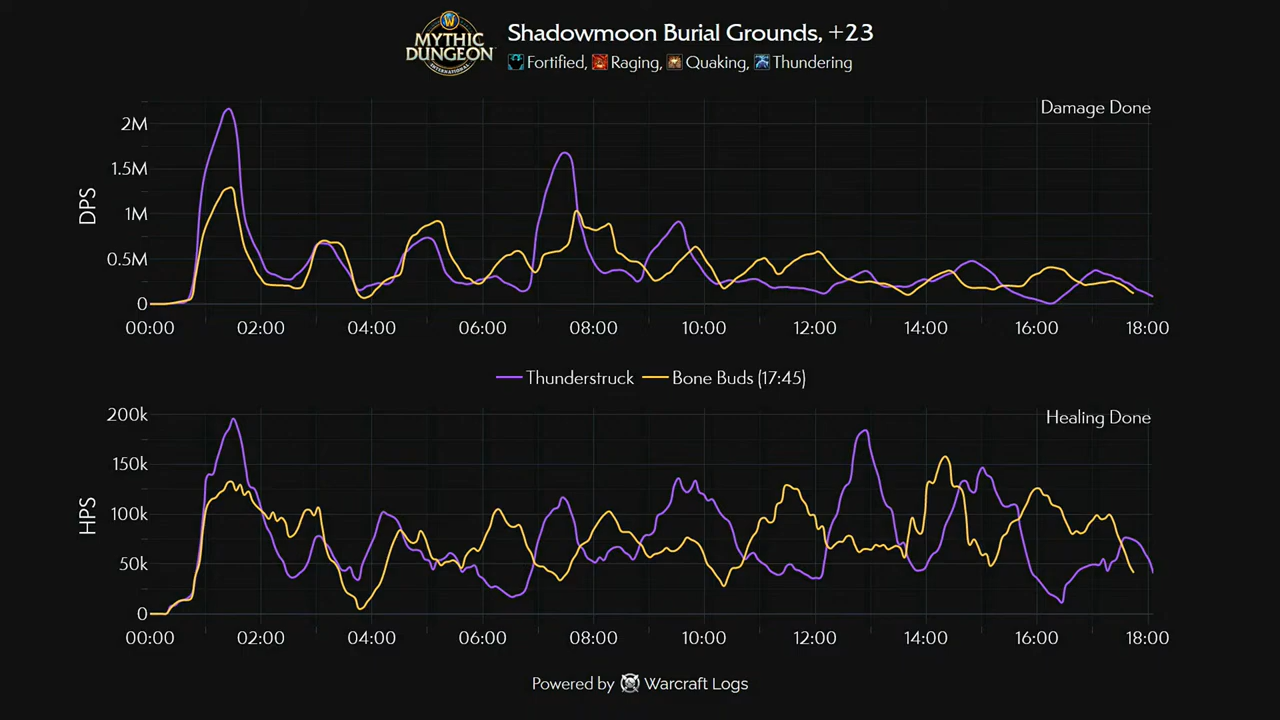 MYTHIC
DUNGEON
INTERNATIONAL
Shadowmoon Burial Grounds, +23
Fortified, Raging, Quaking, Thundering
Damage Done
DPS
2M
1.5M
1M
0.5M
0
00:00 02:00 04:00 06:00 08:00 10:00 12:00 14:00 16:00 18:00
Thunderstruck Bone Buds (17:45)
Healing Done
HPS
200k
150k
100k
50k
0
00:00 02:00 04:00 06:00 08:00 10:00 12:00 14:00 16:00 18:00
Powered by Warcraft Logs